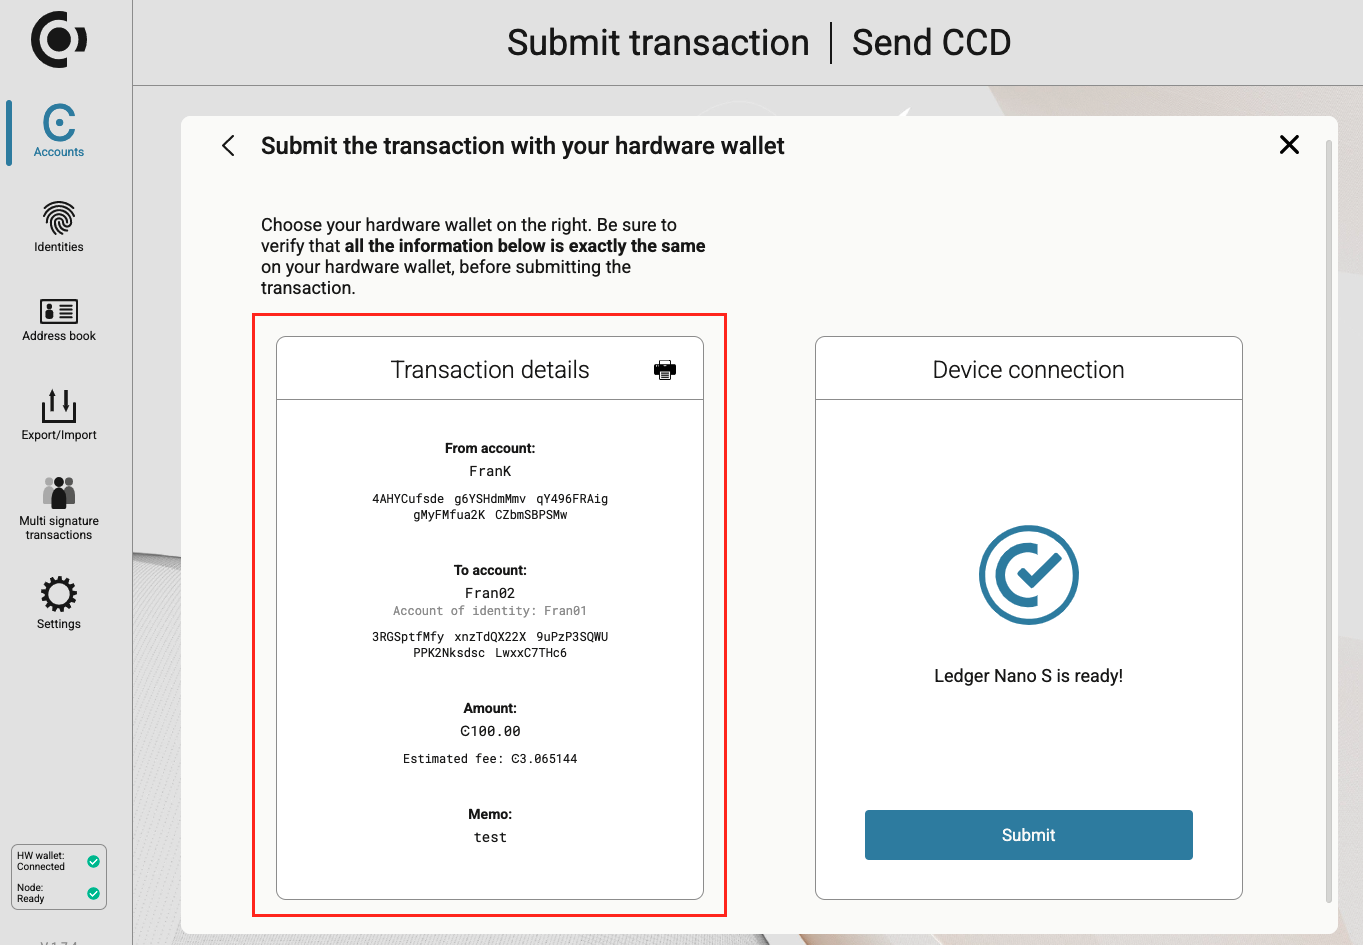 Submit transaction | Send CCD
Accounts
Identities
Address book
Export/Import
Multi signature
transactions
Settings
HW wallet:
Connected
Node:
Ready
Submit the transaction with your hardware wallet
Choose your hardware wallet on the right. Be sure to
verify that all the information below is exactly the same
on your hardware wallet, before submitting the
transaction.
Transaction details
From account:
FranK
4AHYCufsde g6YSHdmMmv qY496FRAig
gMyFMfua2K CZbmSBPSMw
To account:
Fran02
Account of identity: Fran01
3RGSptfMfy xnzTdQX22X 9uPzP3SQWU
PPK2Nksdsc LwxxC7THc6
Amount:
Ͼ100.00
Estimated fee: Ͼ3.065144
Memo:
test
Device connection
Ledger Nano S is ready!
Submit